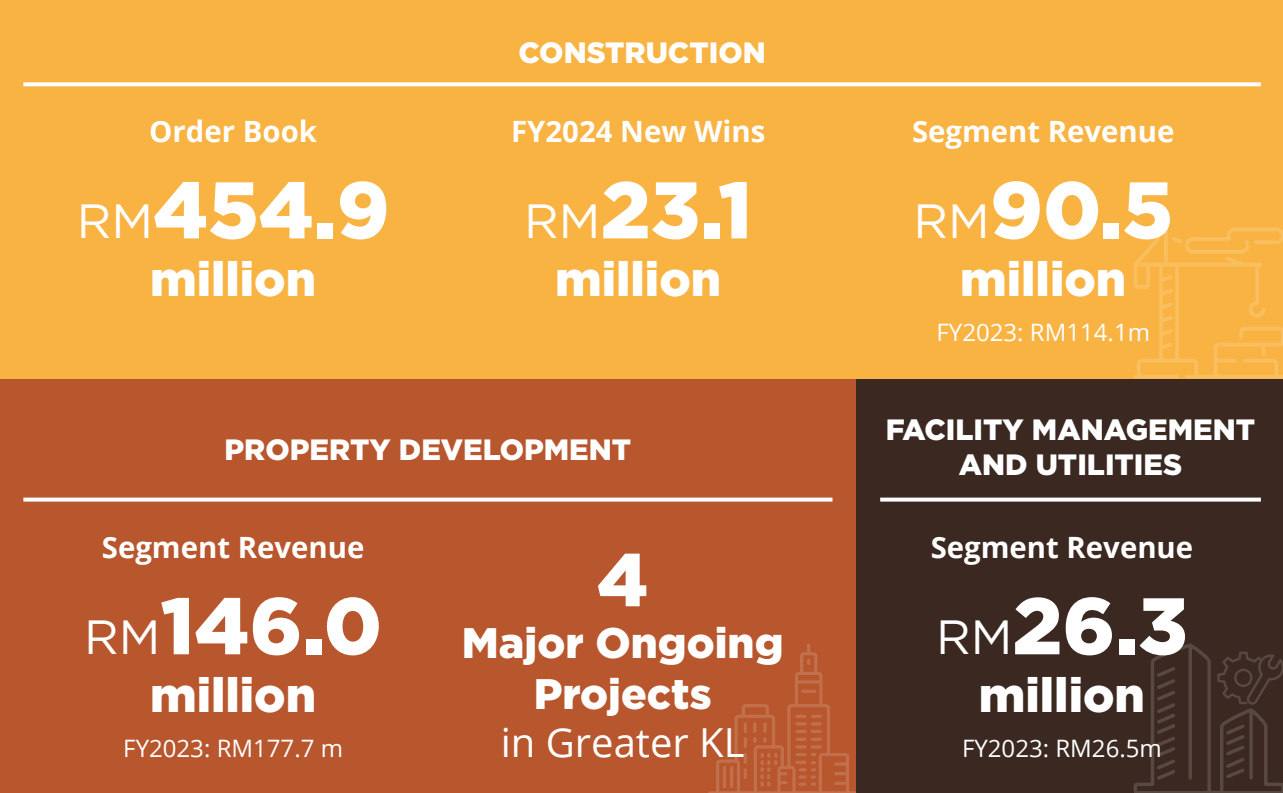 CONSTRUCTION
Order Book
RM454.9
million
FY2024 New Wins
RM23.1
million
Segment Revenue
RM90.5
million
FY2023: RM114.1m
PROPERTY DEVELOPMENT
Segment Revenue
RM146.0
million
FY2023: RM177.7 m
4
Major Ongoing
Projects
in Greater KL
FACILITY MANAGEMENT
AND UTILITIES
Segment Revenue
RM26.3
million
FY2023: RM26.5m